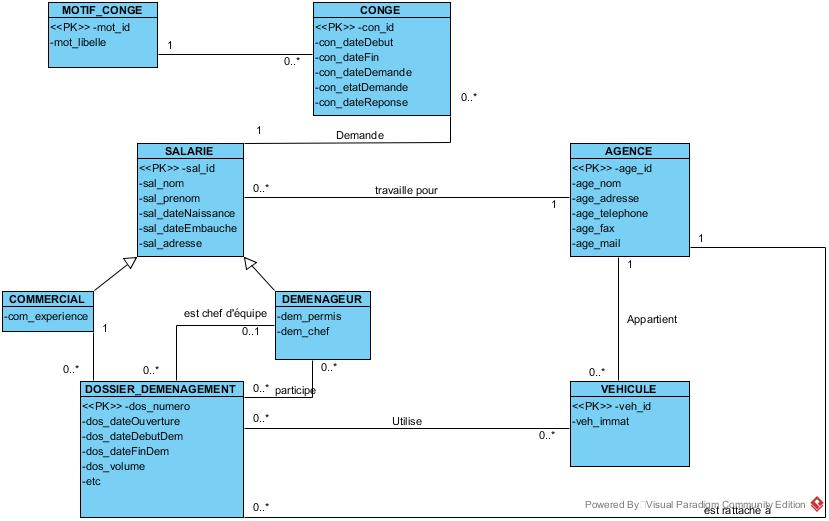 MOTIF_CONGE
<<PK>> -mot_id
-mot_libelle
1
0..*
CONGE
<<PK>> -con_id
-con_dateDebut
-con_dateFin
-con_dateDemande
-con_etatDemande
-con_dateReponse
0..*
1
Demande
SALARIE
<<PK>> -sal_id
-sal_nom
-sal_prenom
-sal_dateNaissance
-sal_dateEmbauche
-sal_adresse
0..*
travaille pour
1
AGENCE
<<PK>> -age_id
-age_nom
-age_adresse
-age_telephone
-age_fax
-age_mail
1
1
Appartient
0..*
COMMERCIAL
-com_experience
1
0..*
est chef d'équipe
0..1
0..*
DEMENAGEUR
-dem_permis
-dem_chef
0..*
0..* participe
DOSSIER_DEMENAGEMENT
<<PK>> -dos_numero
-dos_dateOuverture
-dos_dateDebutDem
-dos_dateFinDem
-dos_volume
-etc
0..*
Utilise
0..*
VEHICULE
<<PK>> -veh_id
-veh_immat
0..*
Powered By Visual Paradigm Community Edition
est rattaché à